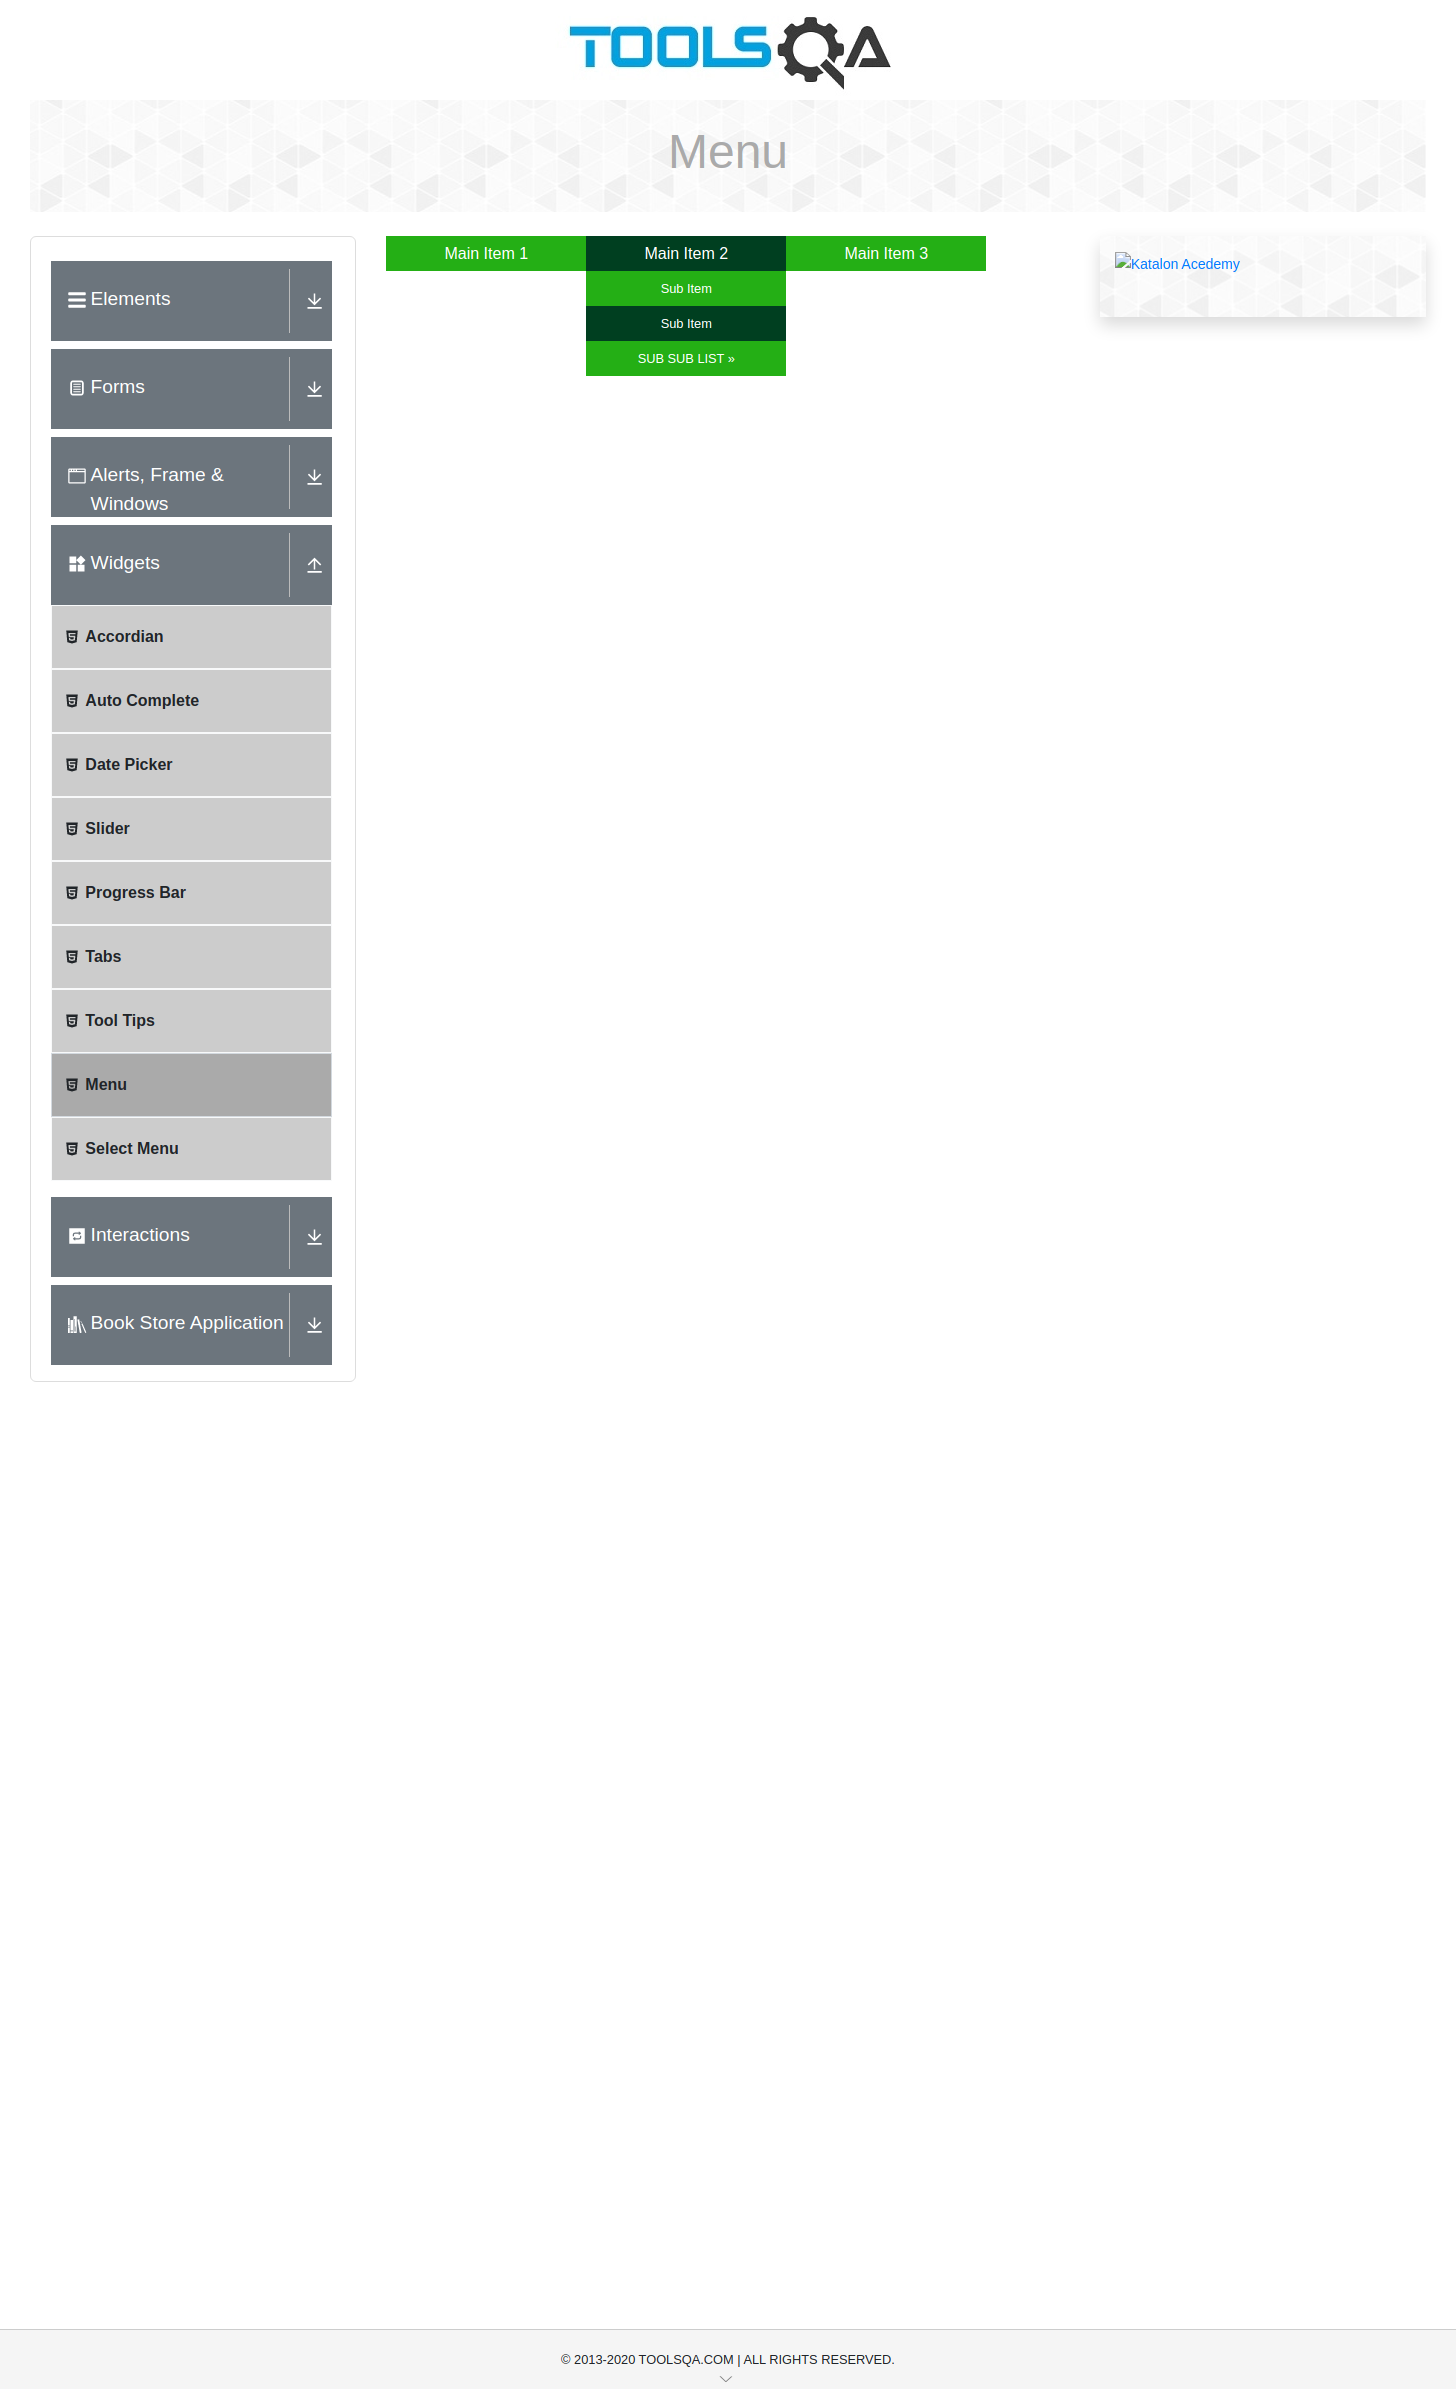 TOOLSQA
Menu
Elements
Forms
Alerts, Frame &
Windows
Widgets
Accordian
Auto Complete
Date Picker
Slider
Progress Bar
Tabs
Tool Tips
Menu
Select Menu
Interactions
Book Store Application
Main Item 1
Main Item 2
Main Item 3
Sub Item
Sub Item
SUB SUB LIST »
Katalon Acedemy
© 2013-2020 TOOLSQA.COM | ALL RIGHTS RESERVED.